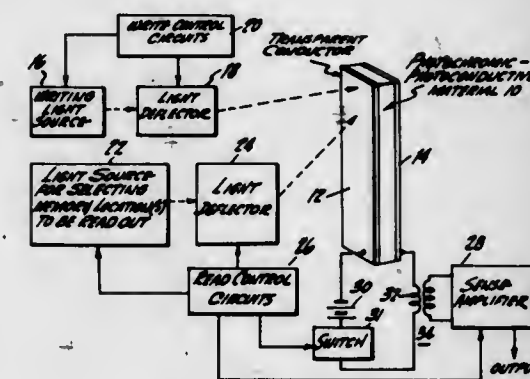 WRITE CONTROL
CIRCUITS
20
16
WRITING
LIGHT
SOURCE
18
LIGHT
DEFLECTOR
TRANSPARENT
CONDUCTOR
PHOTOCHROMIC-
PHOTOCONDUCTIVE
MATERIAL 10
12
14
22
LIGHT SOURCE
FOR SELECTING
MEMORY LOCATION(S)
TO BE READ OUT
24
LIGHT
DEFLECTOR
26
READ CONTROL
CIRCUITS
30
31
SWITCH
32
36
28
SENSE
AMPLIFIER
OUTPUT